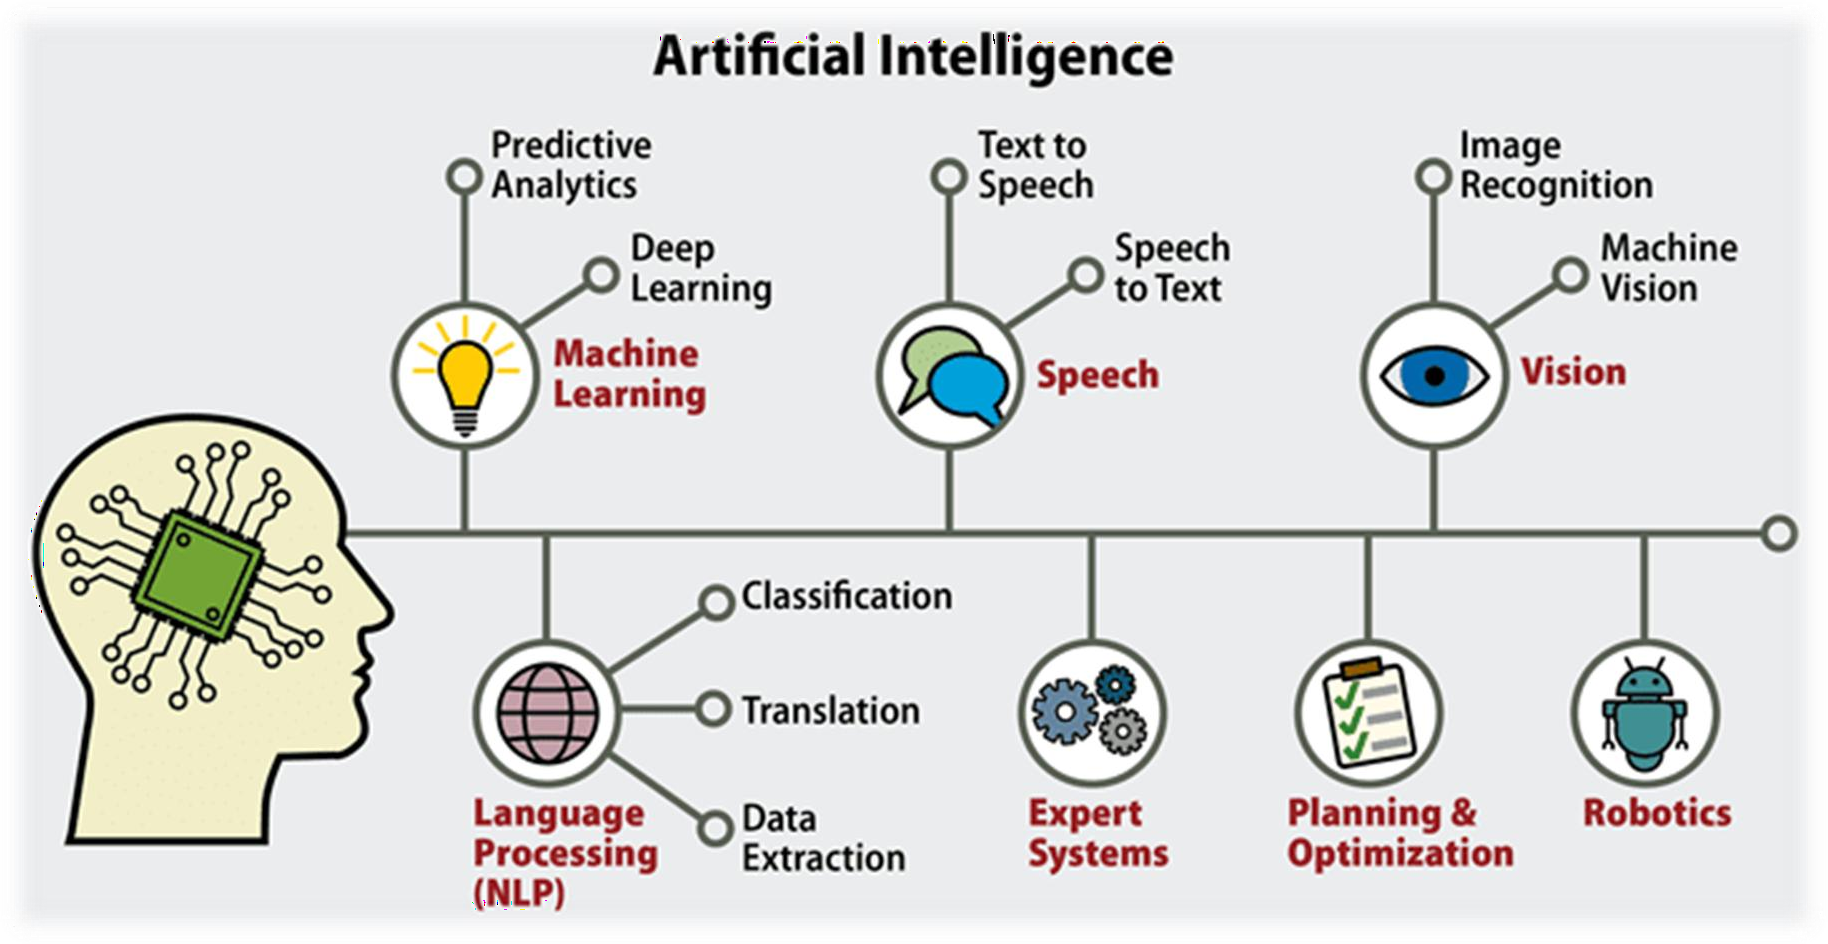 Artificial Intelligence
Predictive
Analytics
Deep
Learning
Machine
Learning
Text to
Speech
Speech
to Text
Speech
Image
Recognition
Machine
Vision
Vision
Classification
Translation
Data
Extraction
Language
Processing
(NLP)
Expert
Systems
Planning &
Optimization
Robotics